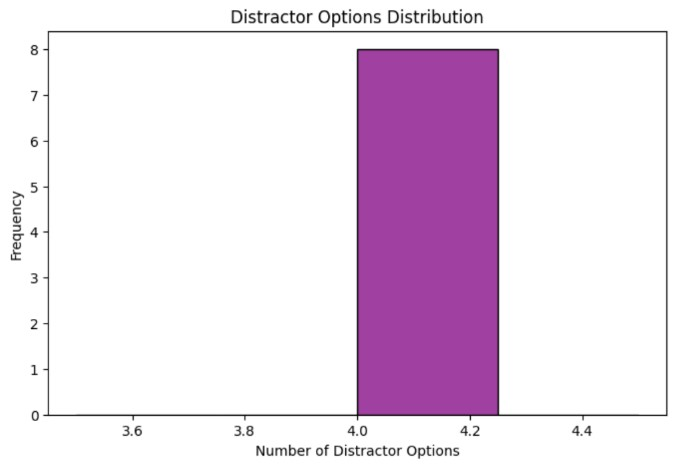 Distractor Options Distribution
8
7
6
5
4
3
2
1
0
Frequency
3.6 3.8 4.0 4.2 4.4
Number of Distractor Options